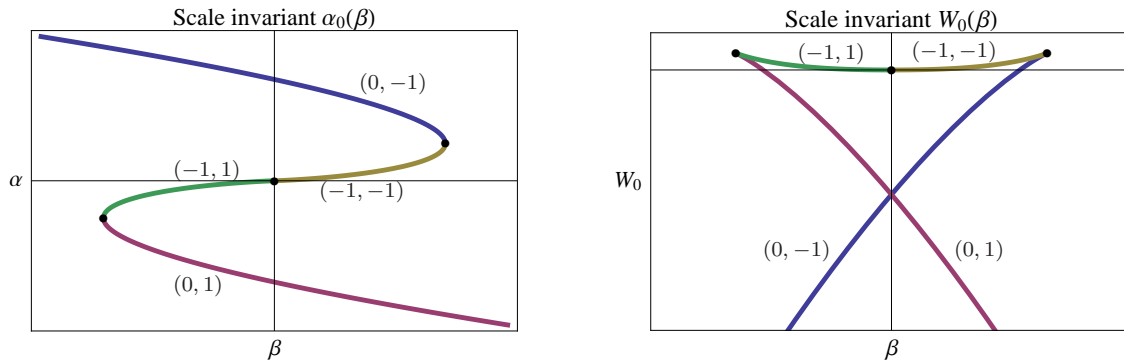 Scale invariant α₀(β)
(0, −1)
(−1, 1)
α
(−1, −1)
(0, 1)
β
Scale invariant W₀(β)
(−1, 1)
(−1, −1)
W₀
(0, −1)
(0, 1)
β